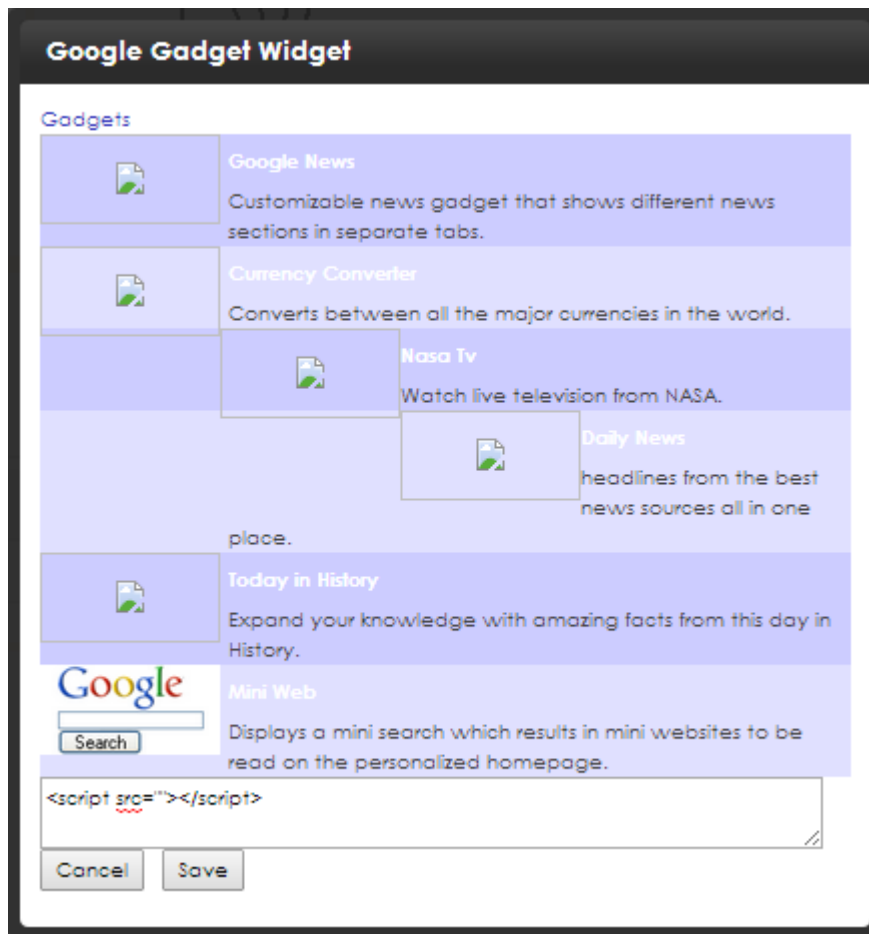 Google Gadget Widget
Gadgets
Google News
Customizable news gadget that shows different news
sections in separate tabs.
Currency Converter
Converts between all the major currencies in the world.
Nasa Tv
Watch live television from NASA.
Daily News
headlines from the best
news sources all in one
place.
Today in History
Expand your knowledge with amazing facts from this day in
History.
Google
Search
Mini Web
Displays a mini search which results in mini websites to be
read on the personalized homepage.
<script src=""></script>
Cancel Save